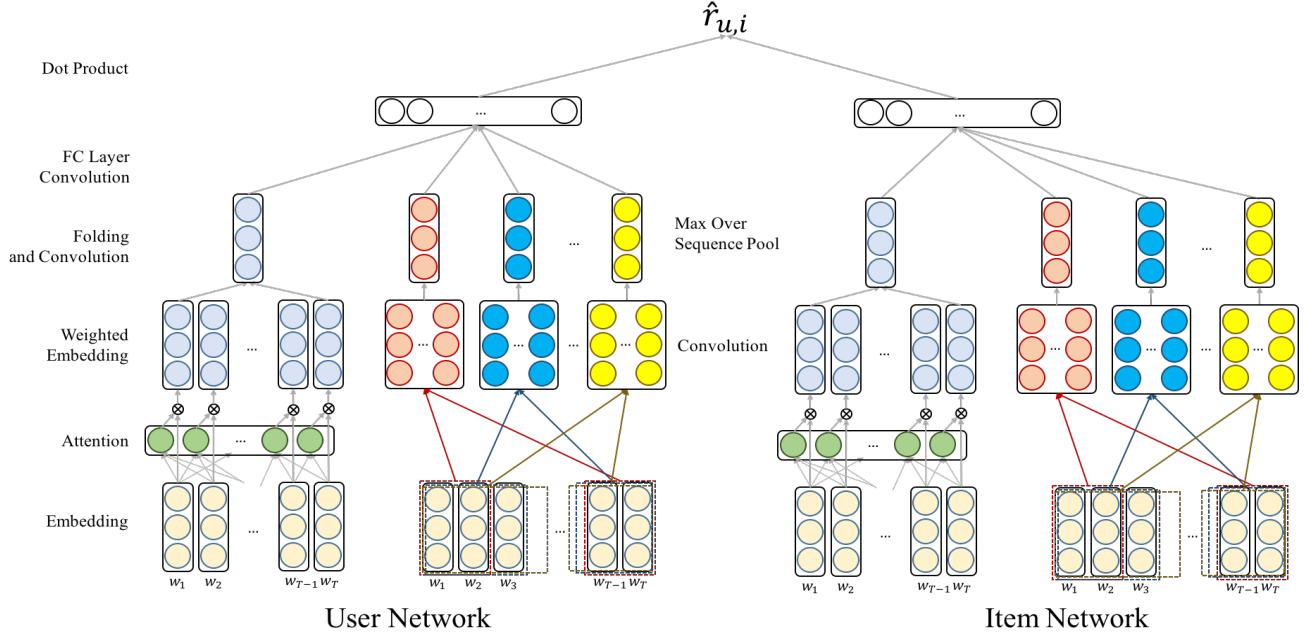 r̂u,i
Dot Product
...
...
FC Layer
Convolution
Folding
and Convolution
...
Max Over
Sequence Pool
...
Weighted
Embedding
...
... ... ... ...
Convolution
...
... ... ... ...
Attention
...
...
Embedding
...
...
...
...
w1 w2 wT−1 wT
w1 w2 w3 wT−1 wT
w1 w2 wT−1 wT
w1 w2 w3 wT−1 wT
User Network
Item Network